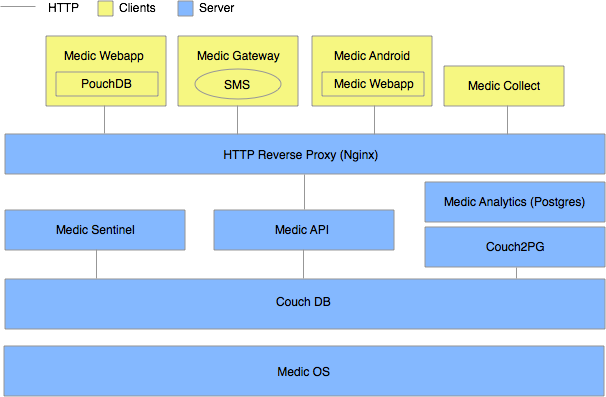 HTTP Clients Server
Medic Webapp
PouchDB
Medic Gateway
SMS
Medic Android
Medic Webapp
Medic Collect
HTTP Reverse Proxy (Nginx)
Medic Sentinel
Medic API
Medic Analytics (Postgres)
Couch2PG
Couch DB
Medic OS